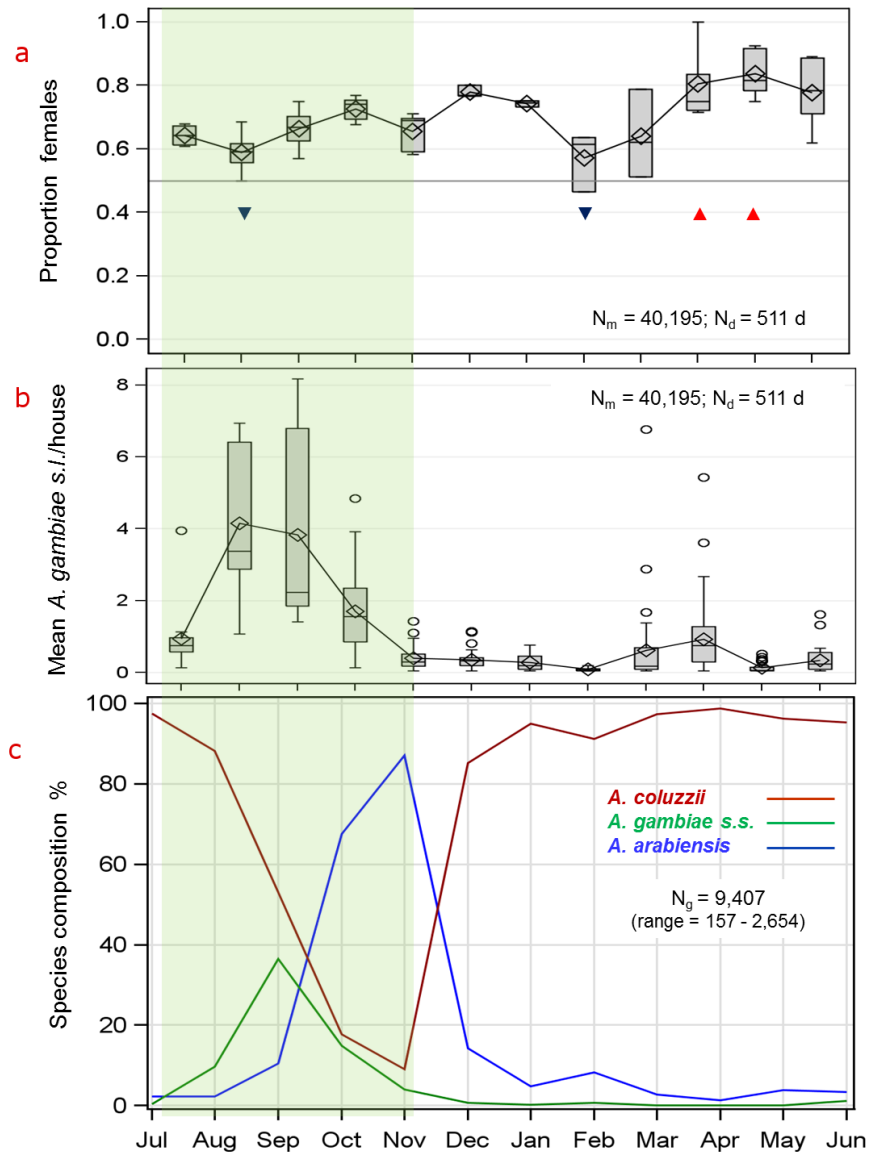 a
Proportion females
1.0
0.8
0.6
0.4
0.2
0.0
Nm = 40,195; Nd = 511 d
b
Mean A. gambiae s.l./house
8
6
4
2
0
Nm = 40,195; Nd = 511 d
c
Species composition %
100
80
60
40
20
0
A. coluzzii
A. gambiae s.s.
A. arabiensis
Ng = 9,407
(range = 157 - 2,654)
Jul Aug Sep Oct Nov Dec Jan Feb Mar Apr May Jun